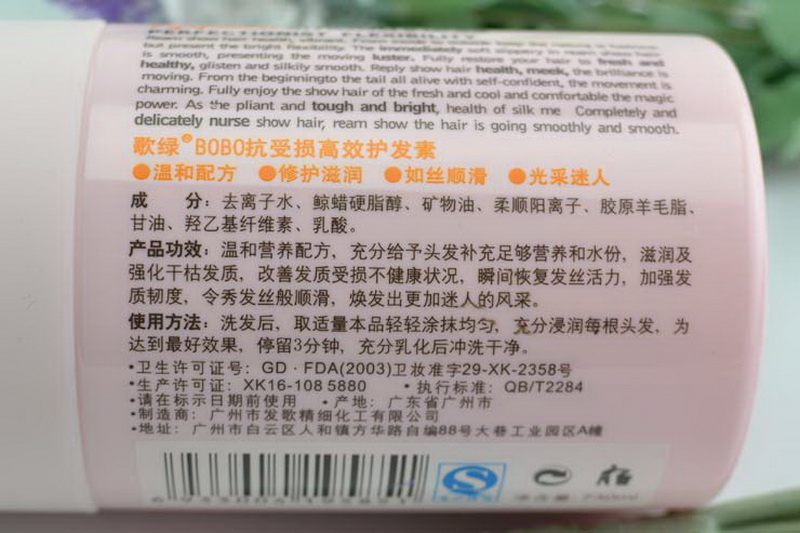 PERFECTIONIST FLEXIBILITY
but present the bright flexibility. The immediately
is smooth, presenting the moving luster. Fully restore your hair to fresh and
healthy, glisten and silkily smooth. Reply show hair health, meek, the brilliance is
moving. From the beginningto the tail all alive with self-confident, the movement is
charming. Fully enjoy the show hair of the fresh and cool and comfortable the magic
power. As the pliant and tough and bright, health of silk me Completely and
delicately nurse show hair, ream show the hair is going smoothly and smooth.
歌绿®BOBO抗受损高效护发素
●温和配方 ●修护滋润 ●如丝顺滑 ●光采迷人
成 分：去离子水、鲸蜡硬脂醇、矿物油、柔顺阳离子、胶原羊毛脂、
甘油、羟乙基纤维素、乳酸。
产品功效：温和营养配方，充分给予头发补充足够营养和水份，滋润及
强化干枯发质，改善发质受损不健康状况，瞬间恢复发丝活力，加强发
质韧度，令秀发丝般顺滑，焕发出更加迷人的风采。
使用方法：洗发后，取适量本品轻轻涂抹均匀，充分浸润每根头发，为
达到最好效果，停留3分钟，充分乳化后冲洗干净。
•卫生许可证号：GD·FDA(2003)卫妆准字29-XK-2358号
•生产许可证：XK16-108 5880 •执行标准：QB/T2284
•请在标示日期前使用 •产地：广东省广州市
•制造商：广州市发歌精细化工有限公司
•地址：广州市白云区人和镇方华路自编88号大巷工业园区A幢